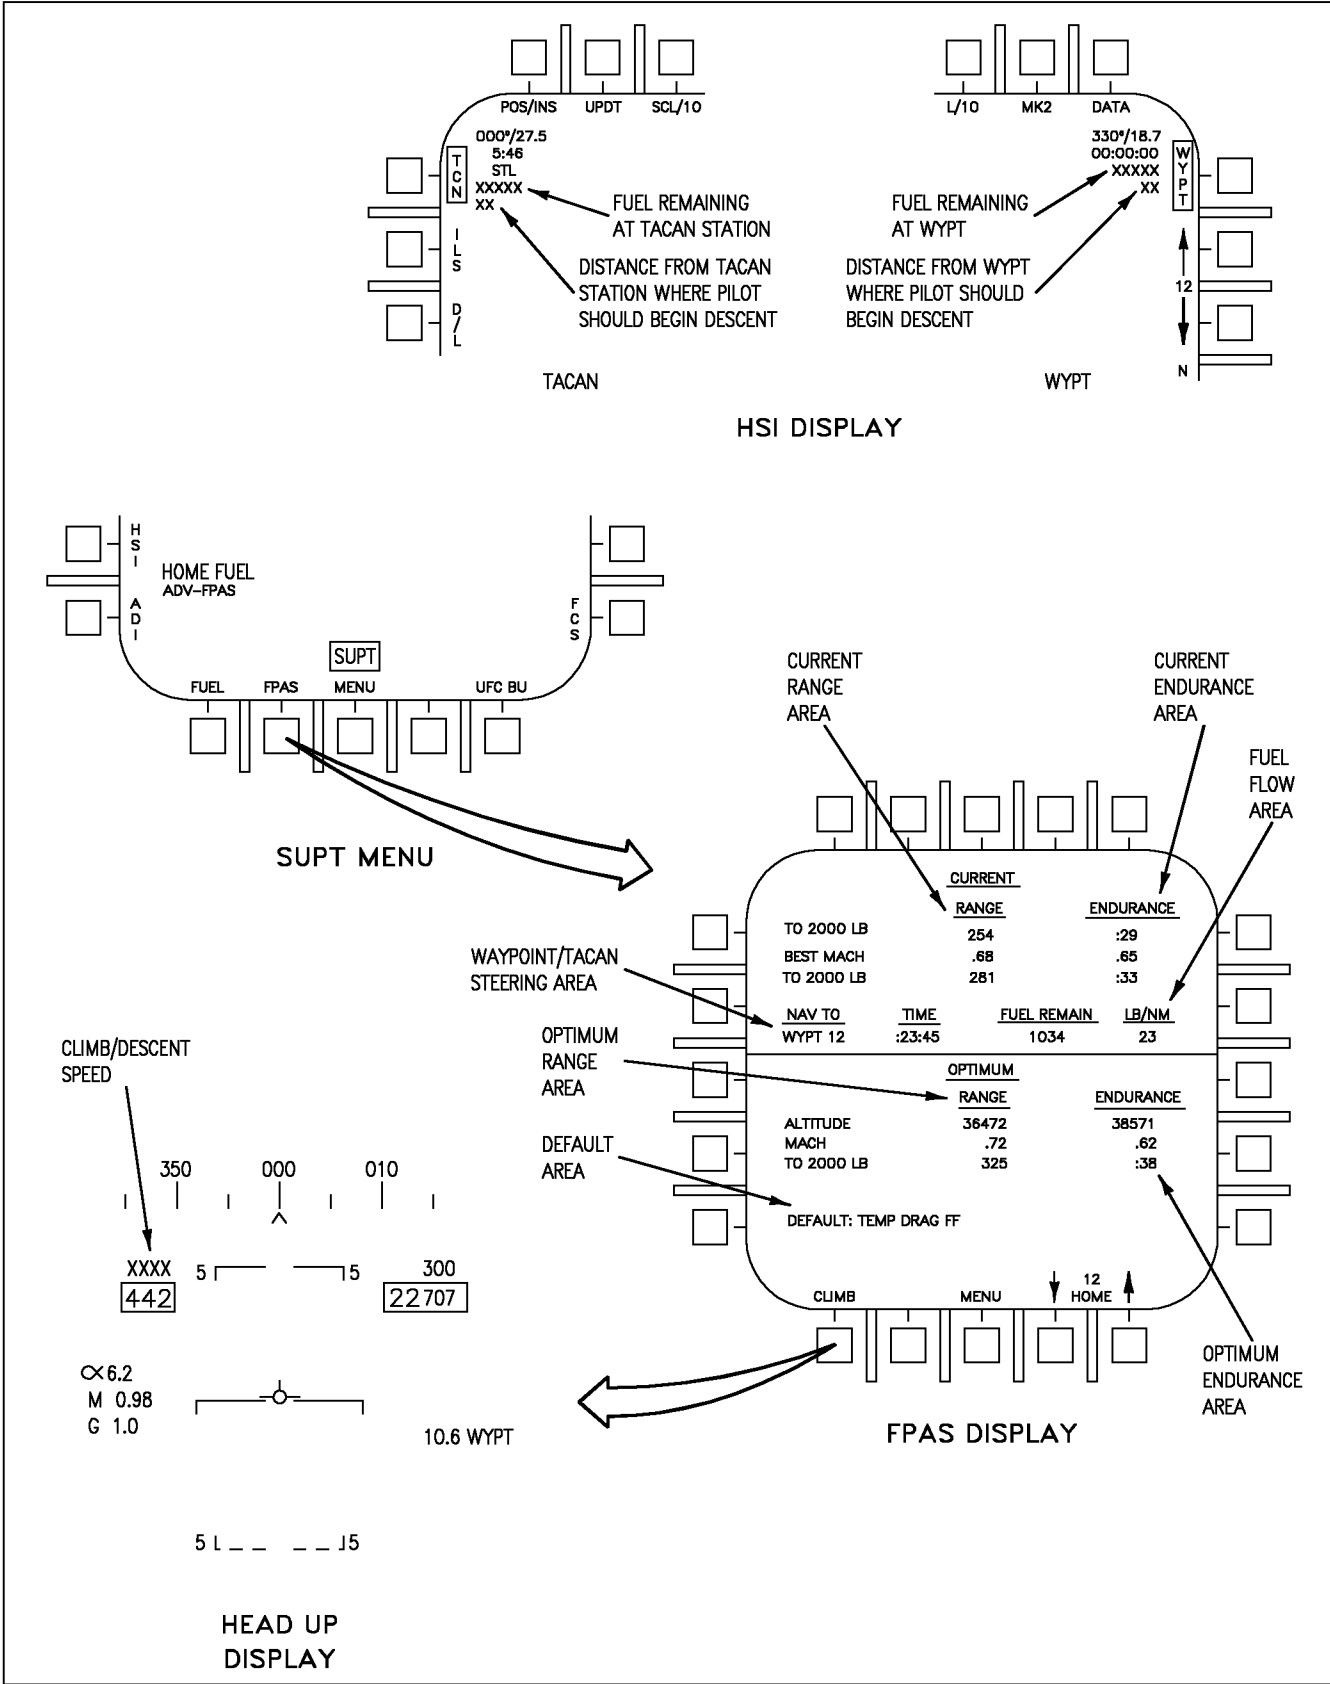 POS/INS UPDT SCL/10
000°/27.5
5:46
STL
XXXXX
XX
TCN
ILS
D/L
FUEL REMAINING
AT TACAN STATION
DISTANCE FROM TACAN
STATION WHERE PILOT
SHOULD BEGIN DESCENT
TACAN
L/10 MK2 DATA
330°/18.7
00:00:00
XXXXX
XX
WYPT
12
N
FUEL REMAINING
AT WYPT
DISTANCE FROM WYPT
WHERE PILOT SHOULD
BEGIN DESCENT
WYPT
HSI DISPLAY
HSI
ADI
HOME FUEL
ADV-FPAS
FCS
SUPT
FUEL FPAS MENU UFC BU
SUPT MENU
CURRENT
RANGE
AREA
CURRENT
ENDURANCE
AREA
FUEL
FLOW
AREA
WAYPOINT/TACAN
STEERING AREA
OPTIMUM
RANGE
AREA
DEFAULT
AREA
CURRENT
RANGE ENDURANCE
TO 2000 LB 254 :29
BEST MACH .68 .65
TO 2000 LB 281 :33
NAV TO TIME FUEL REMAIN LB/NM
WYPT 12 :23:45 1034 23
OPTIMUM
RANGE ENDURANCE
ALTITUDE 36472 38571
MACH .72 .62
TO 2000 LB 325 :38
DEFAULT: TEMP DRAG FF
12
CLIMB MENU HOME
OPTIMUM
ENDURANCE
AREA
FPAS DISPLAY
CLIMB/DESCENT
SPEED
350 000 010
XXXX 5 5 300
442 22707
∝6.2
M 0.98
G 1.0
10.6 WYPT
5 5
HEAD UP
DISPLAY